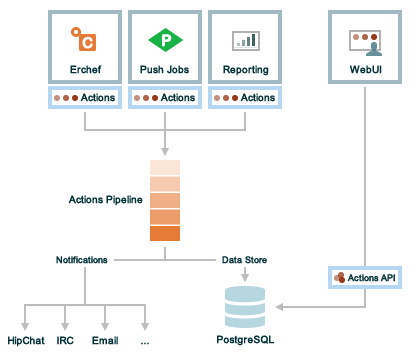 C
P
Erchef
Push Jobs
Reporting
WebUI
Actions
Actions
Actions
Actions Pipeline
Notifications
Data Store
Actions API
HipChat
IRC
Email
...
PostgreSQL